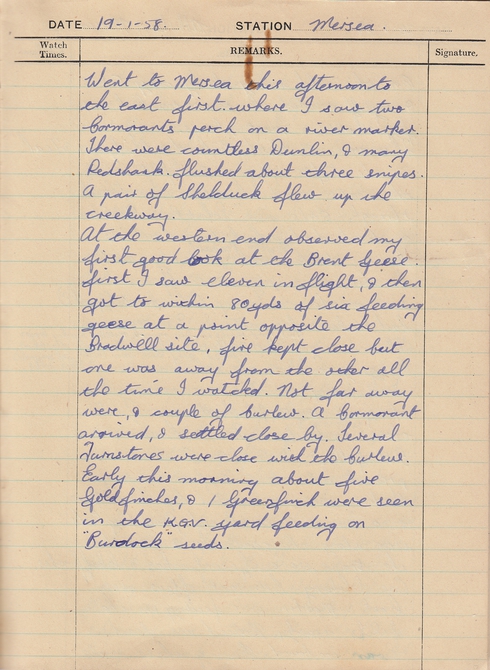 DATE 19-1-58. STATION Mersea.
Watch Times. REMARKS. Signature.
Went to Mersea this afternoon to
the east first. where I saw two
Cormorants perch on a river marker.
There were countless Dunlin, & many
Redshank. flushed about three snipes.
A pair of Shelduck flew up the
creekway.
At the western end observed my
first good look at the Brent Geese.
first I saw eleven in flight, & then
got to within 80yds of six feeding
geese at a point opposite the
Bradwell site, five kept close but
one was away from the other all
the time I watched. Not far away
were, & couple of Curlew. A Cormorant
arrived, & settled close by. Several
Turnstones were close with the Curlew.
Early this morning about five
Goldfinches, & 1 Greenfinch were seen
in the K.G.V. yard feeding on
"Burdock" seeds.